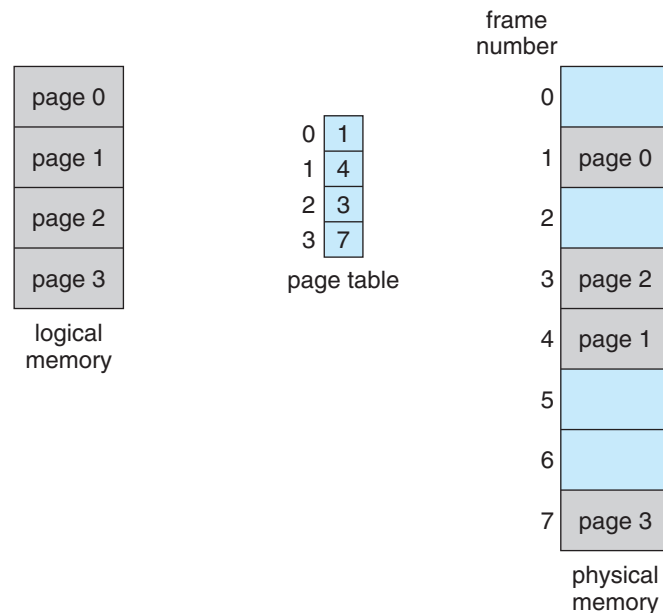 frame
number
page 0
page 1
page 2
page 3
logical
memory
0 1
1 4
2 3
3 7
page table
0
1 page 0
2
3 page 2
4 page 1
5
6
7 page 3
physical
memory